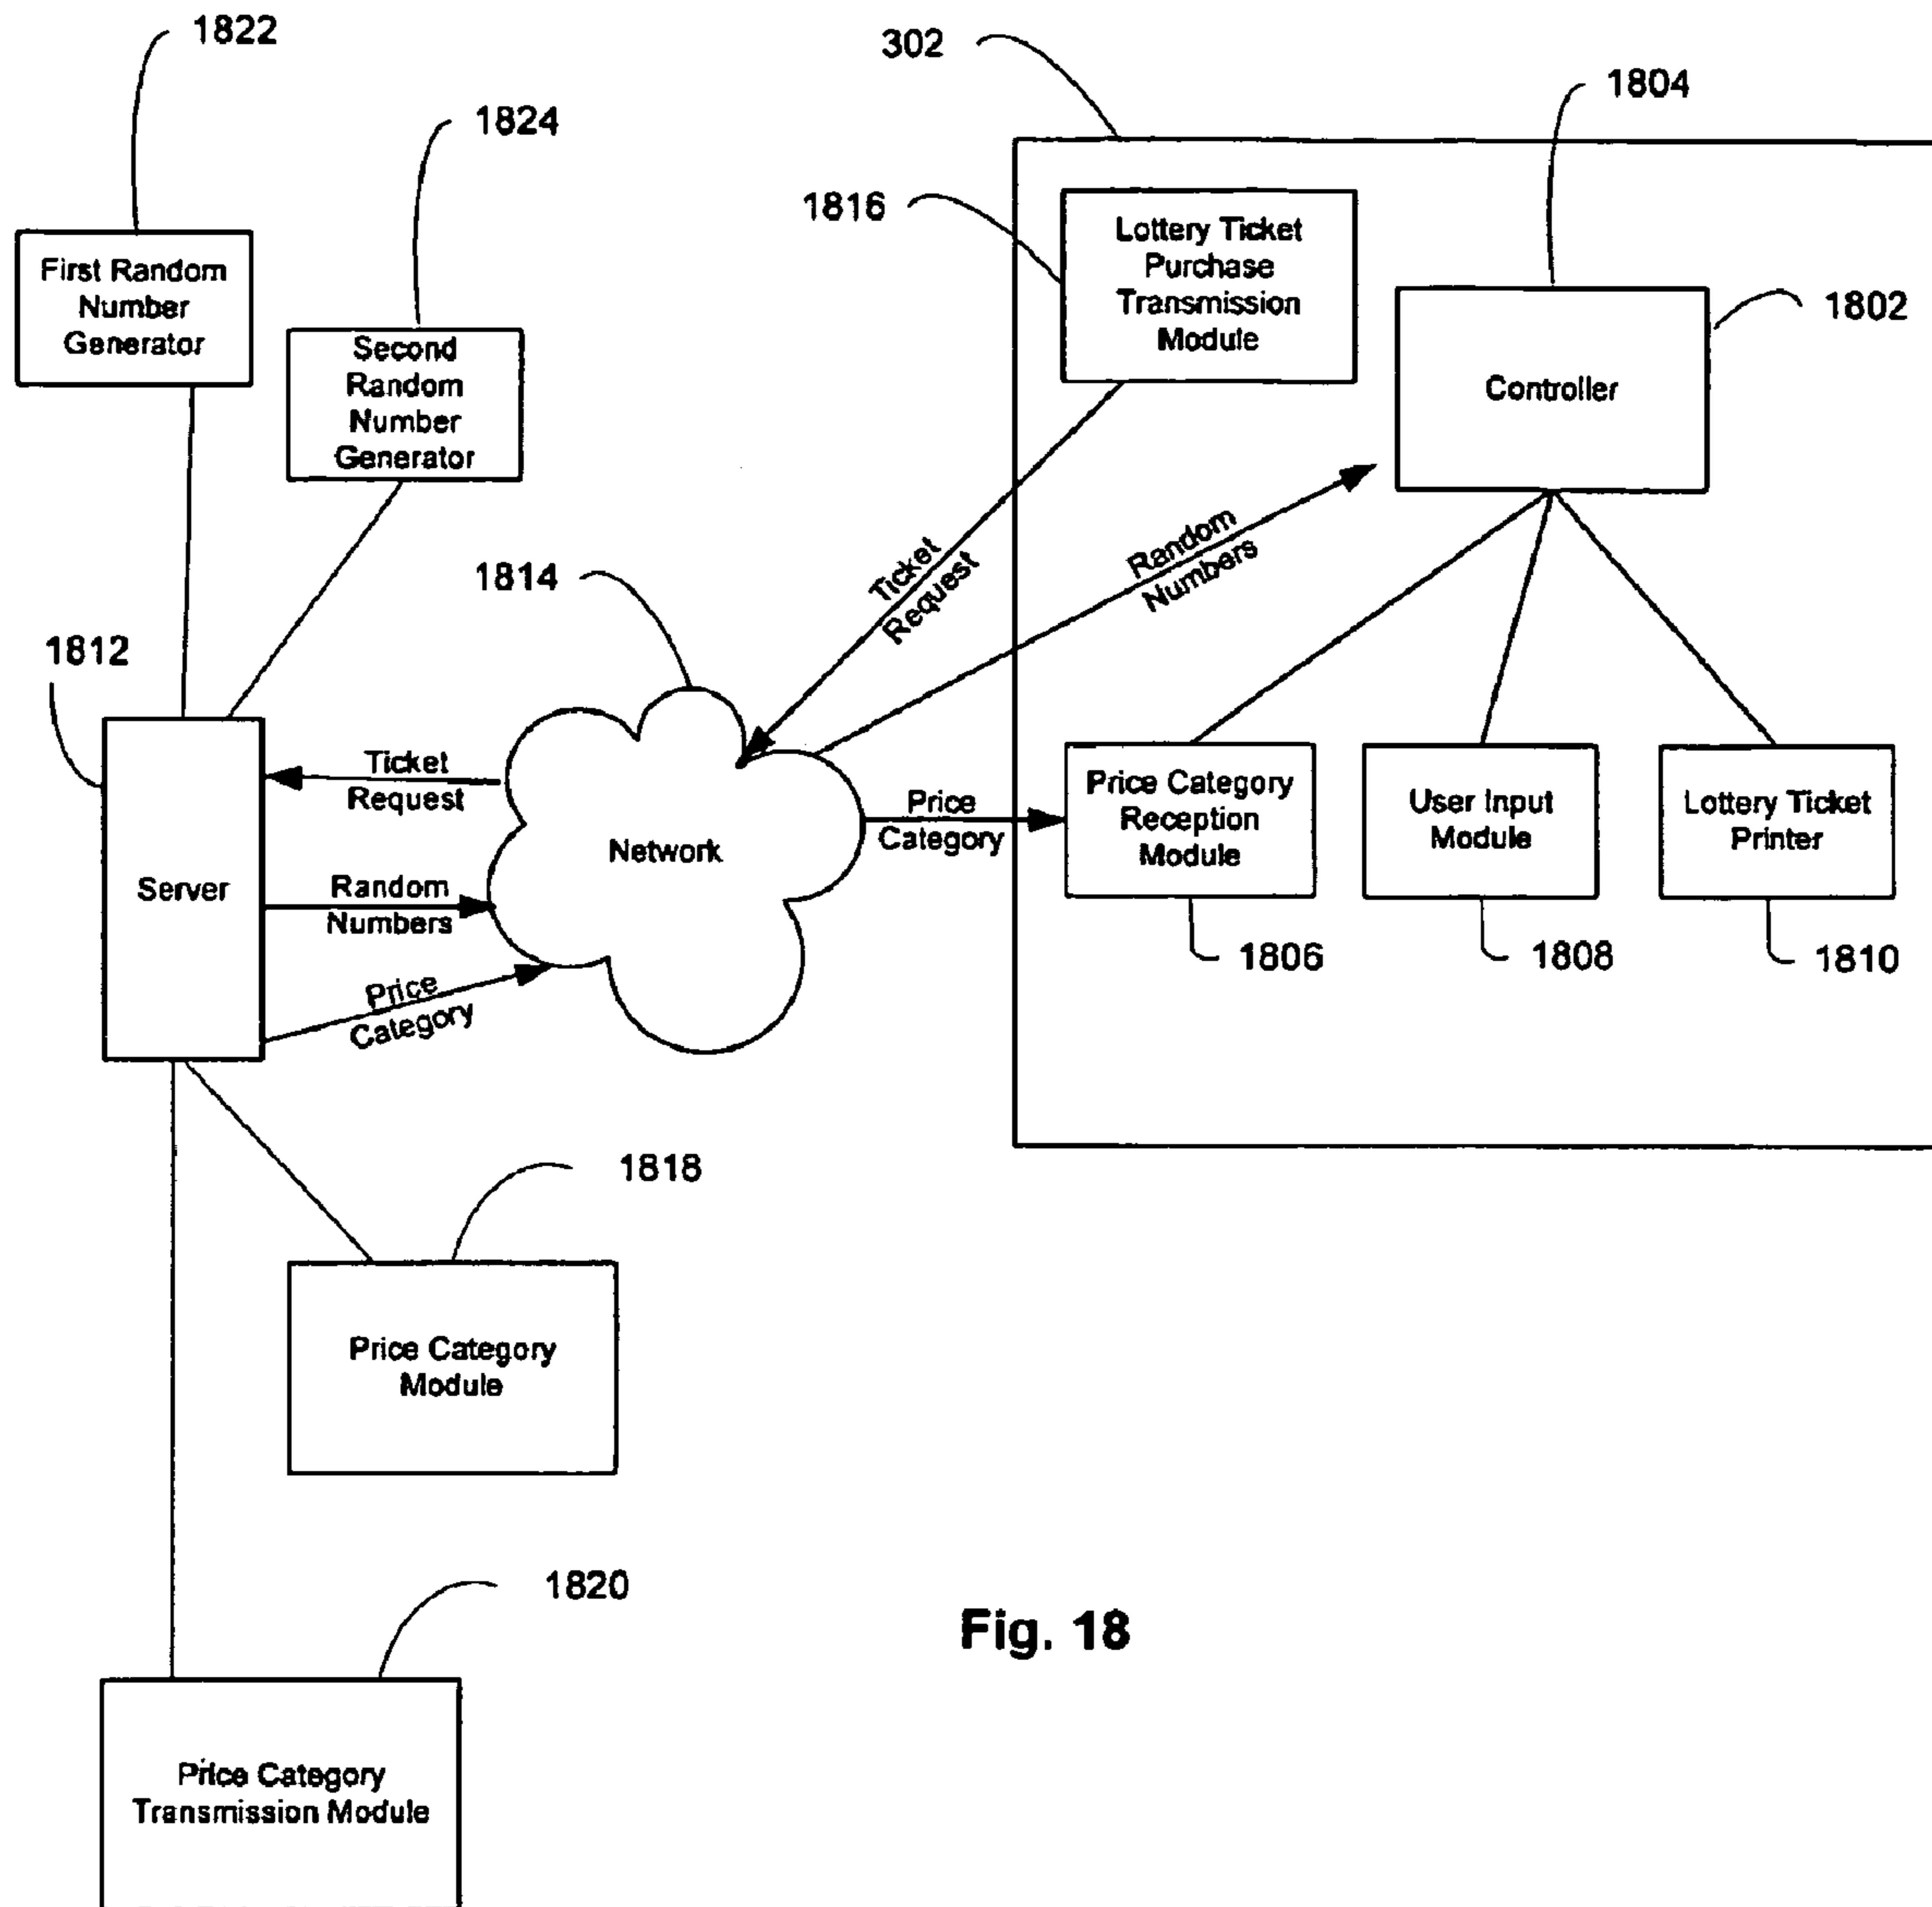 1822
302
1804
1824
1816
Lottery Ticket
Purchase
Transmission
Module
1802
First Random
Number
Generator
Second
Random
Number
Generator
Controller
Ticket
Request
Random
Numbers
1814
1812
Ticket
Request
Network
Price
Category
Price Category
Reception
Module
User Input
Module
Lottery Ticket
Printer
Server
Random
Numbers
Price
Category
1806
1808
1810
1818
Price Category
Module
1820
Fig. 18
Price Category
Transmission Module